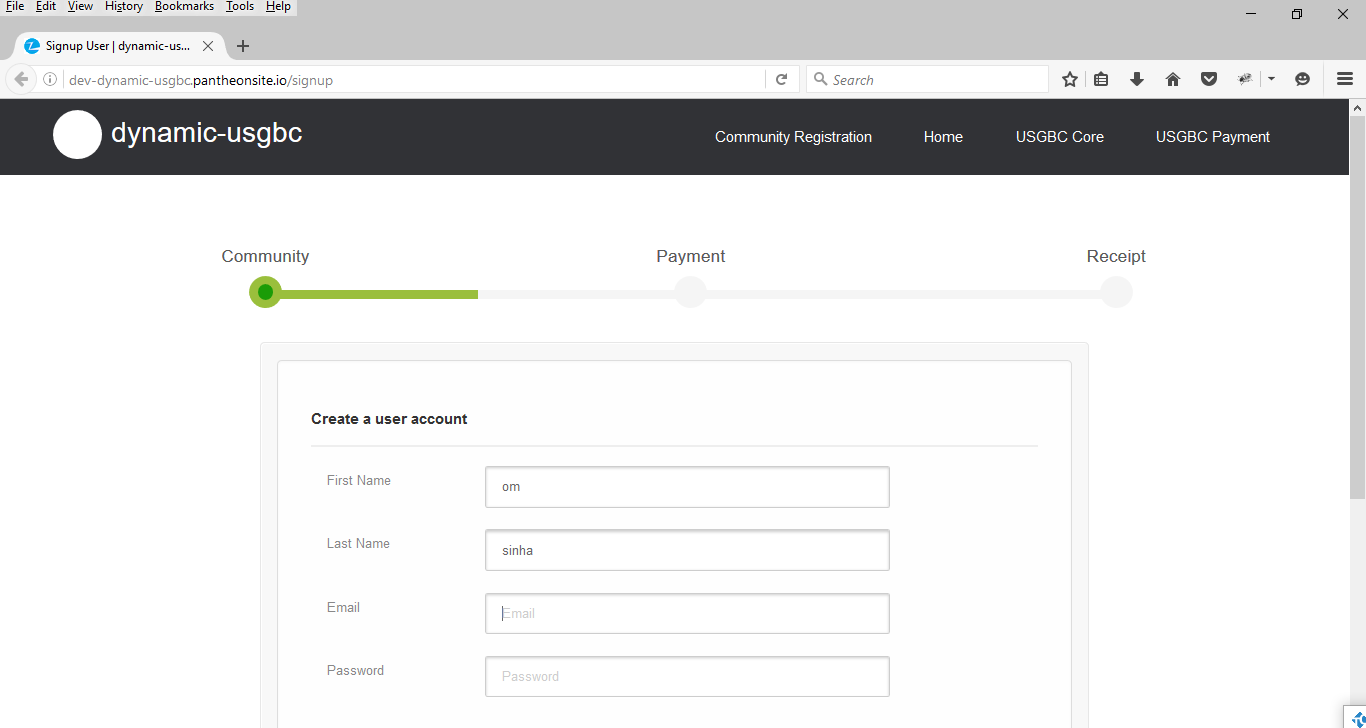 File Edit View History Bookmarks Tools Help
Signup User | dynamic-us...
dev-dynamic-usgbc.pantheonsite.io/signup
Search
dynamic-usgbc
Community Registration Home USGBC Core USGBC Payment
Community Payment Receipt
Create a user account
First Name om
Last Name sinha
Email Email
Password Password